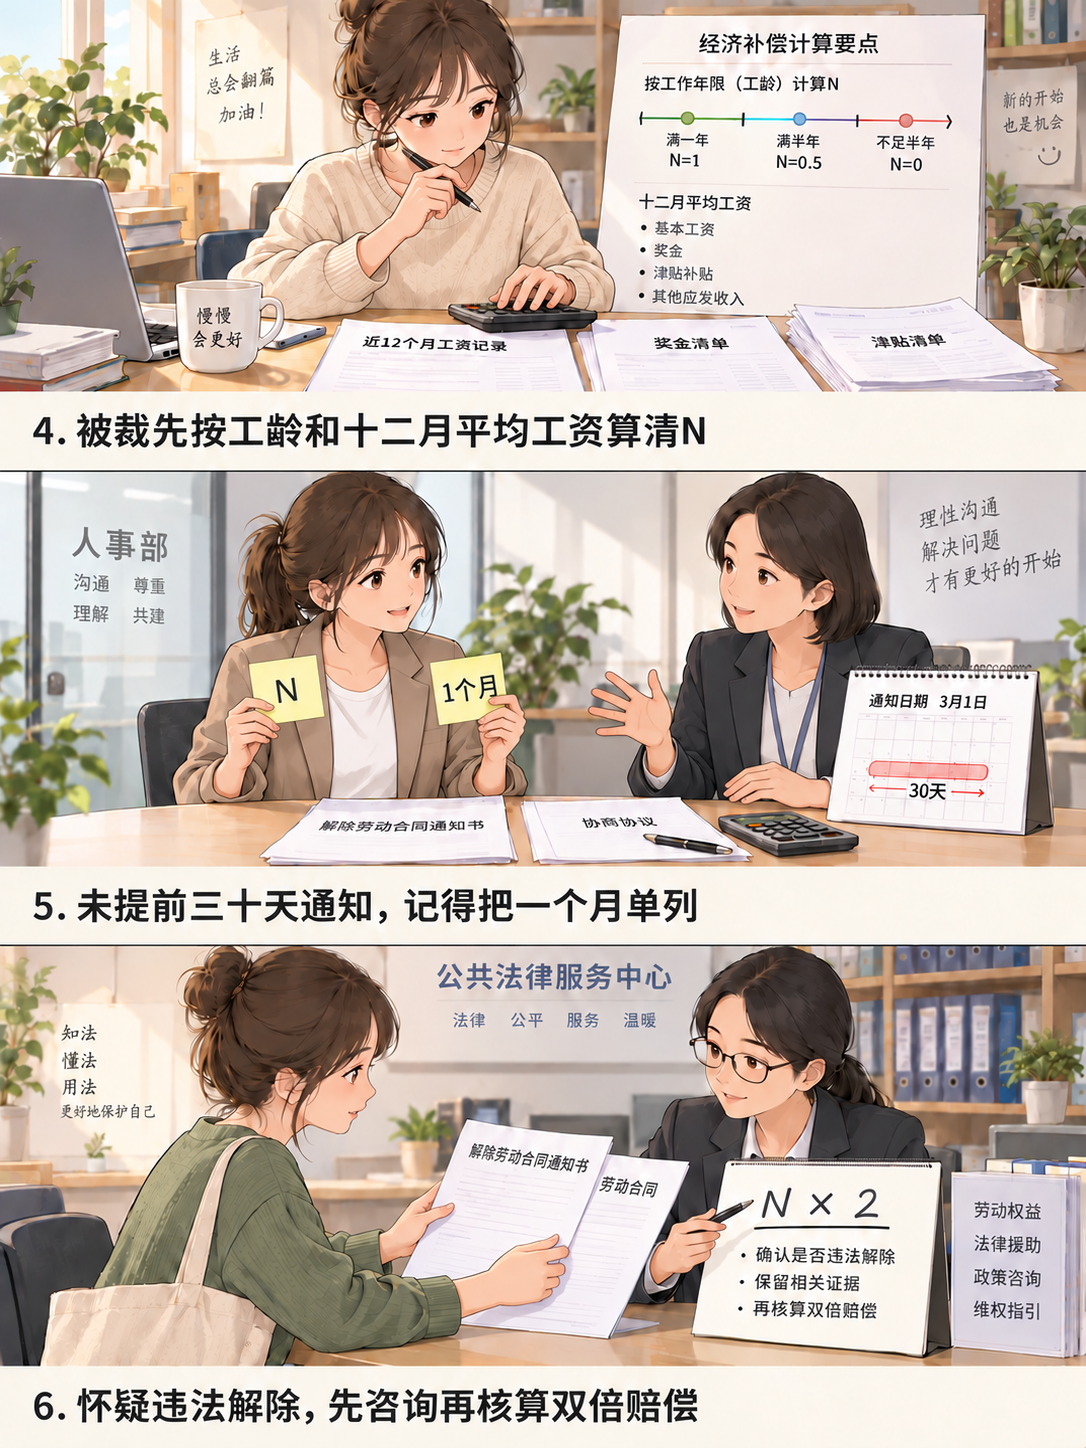 生活
总会翻篇
加油！
经济补偿计算要点
按工作年限（工龄）计算N
满一年
N=1
满半年
N=0.5
不足半年
N=0
十二月平均工资
• 基本工资
• 奖金
• 津贴补贴
• 其他应发收入
新的开始
也是机会
慢慢
会更好
近12个月工资记录
奖金清单
津贴清单
4. 被裁先按工龄和十二月平均工资算清N
人事部
沟通 尊重
理解 共建
N
1个月
理性沟通
解决问题
才有更好的开始
通知日期 3月1日
30天
解除劳动合同通知书
协商协议
5. 未提前三十天通知，记得把一个月单列
公共法律服务中心
法律 公平 服务 温暖
知法
懂法
用法
更好地保护自己
解除劳动合同通知书
劳动合同
N × 2
• 确认是否违法解除
• 保留相关证据
• 再核算双倍赔偿
劳动权益
法律援助
政策咨询
维权指引
6. 怀疑违法解除，先咨询再核算双倍赔偿